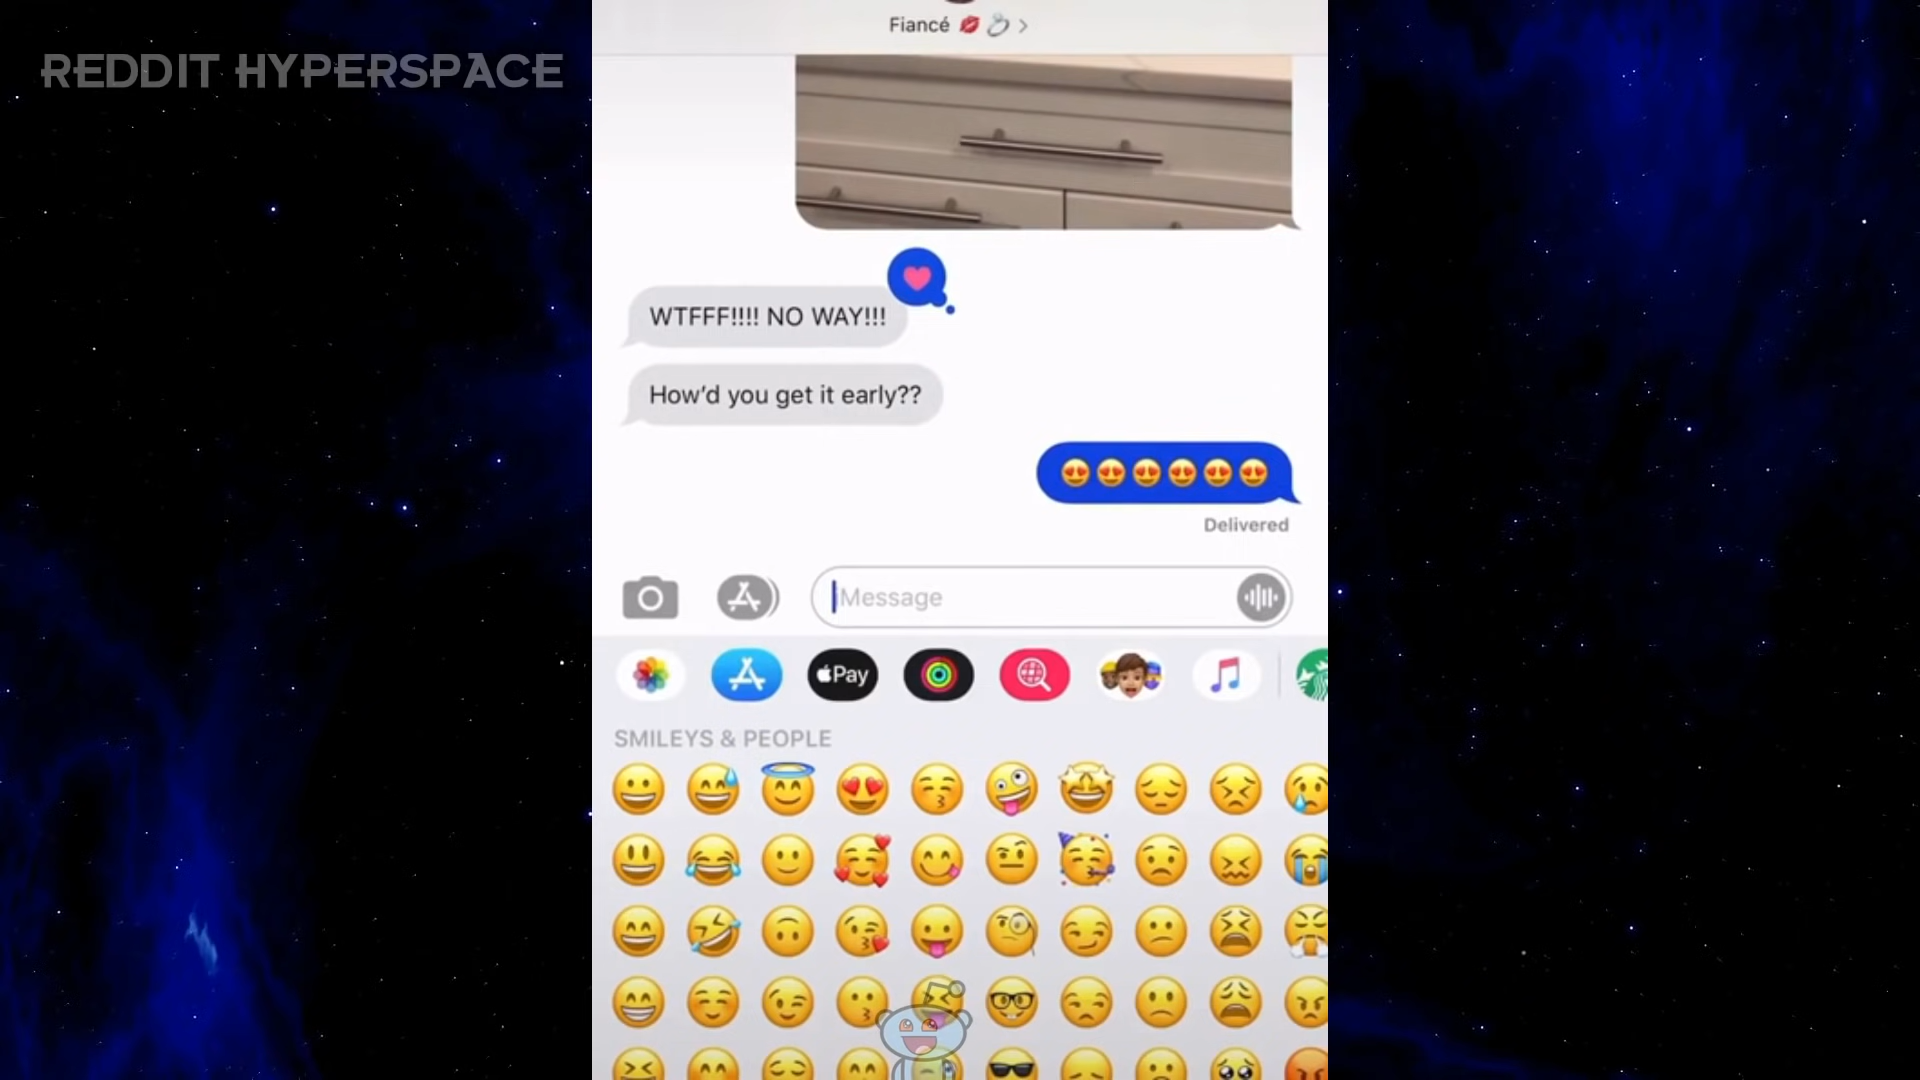 REDDIT HYPERSPACE
Fiancé 💋 💍 >
WTFFF!!!! NO WAY!!!
How’d you get it early??
😍😍😍😍😍😍
Delivered
Message
Pay
SMILEYS & PEOPLE